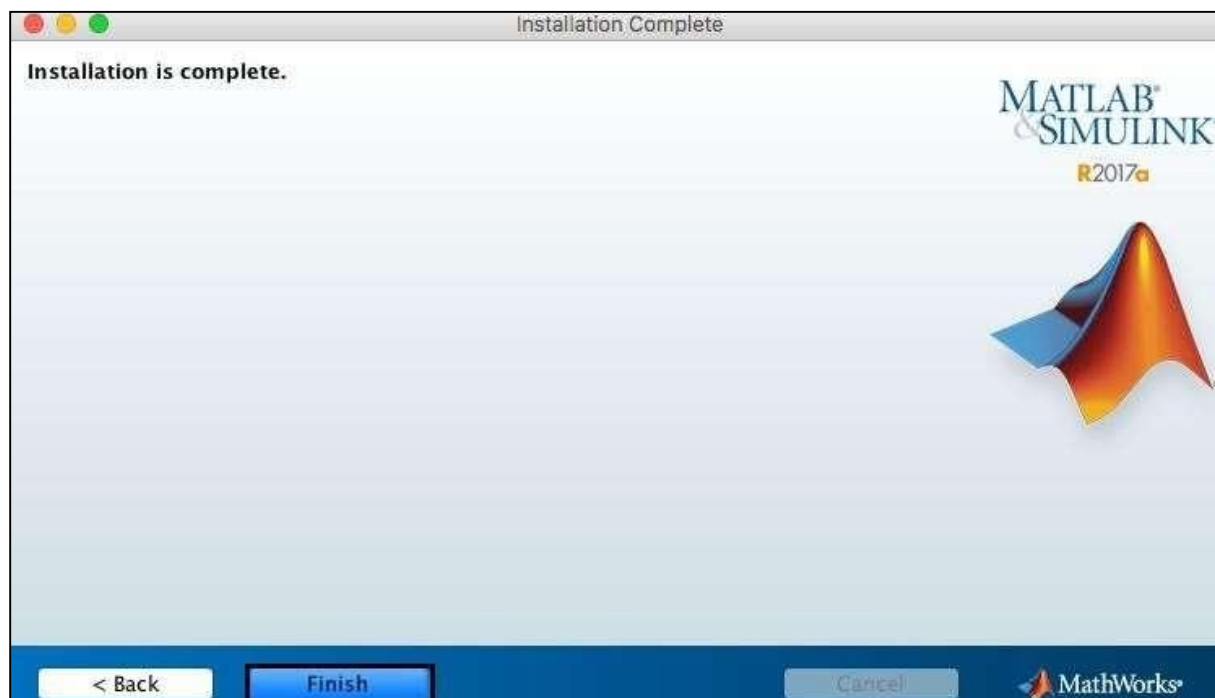 Installation Complete
Installation is complete.
MATLAB®
&SIMULINK®
R2017a
< Back
Finish
Cancel
MathWorks®